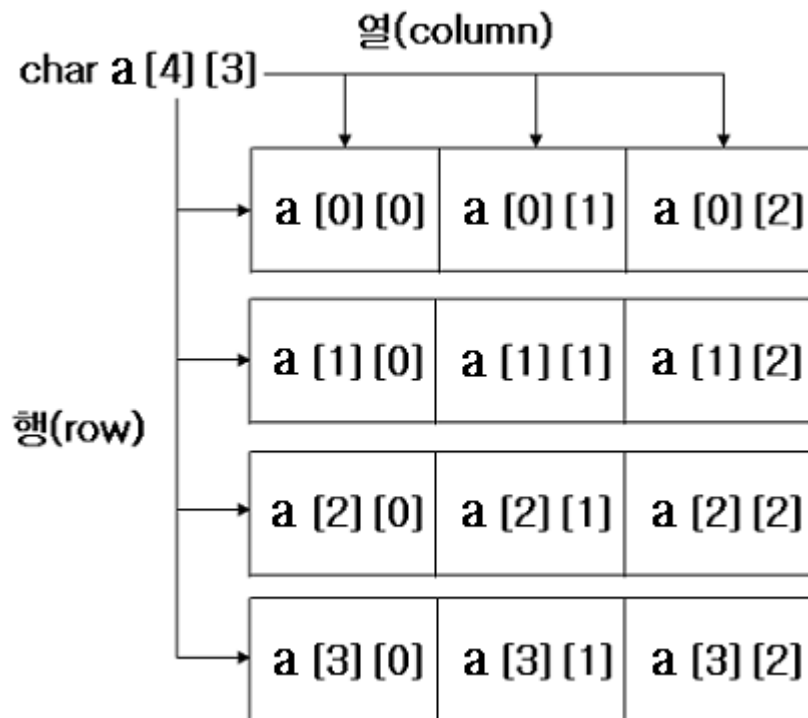 열(column)
char a [4] [3]
a [0] [0] a [0] [1] a [0] [2]
a [1] [0] a [1] [1] a [1] [2]
행(row)
a [2] [0] a [2] [1] a [2] [2]
a [3] [0] a [3] [1] a [3] [2]